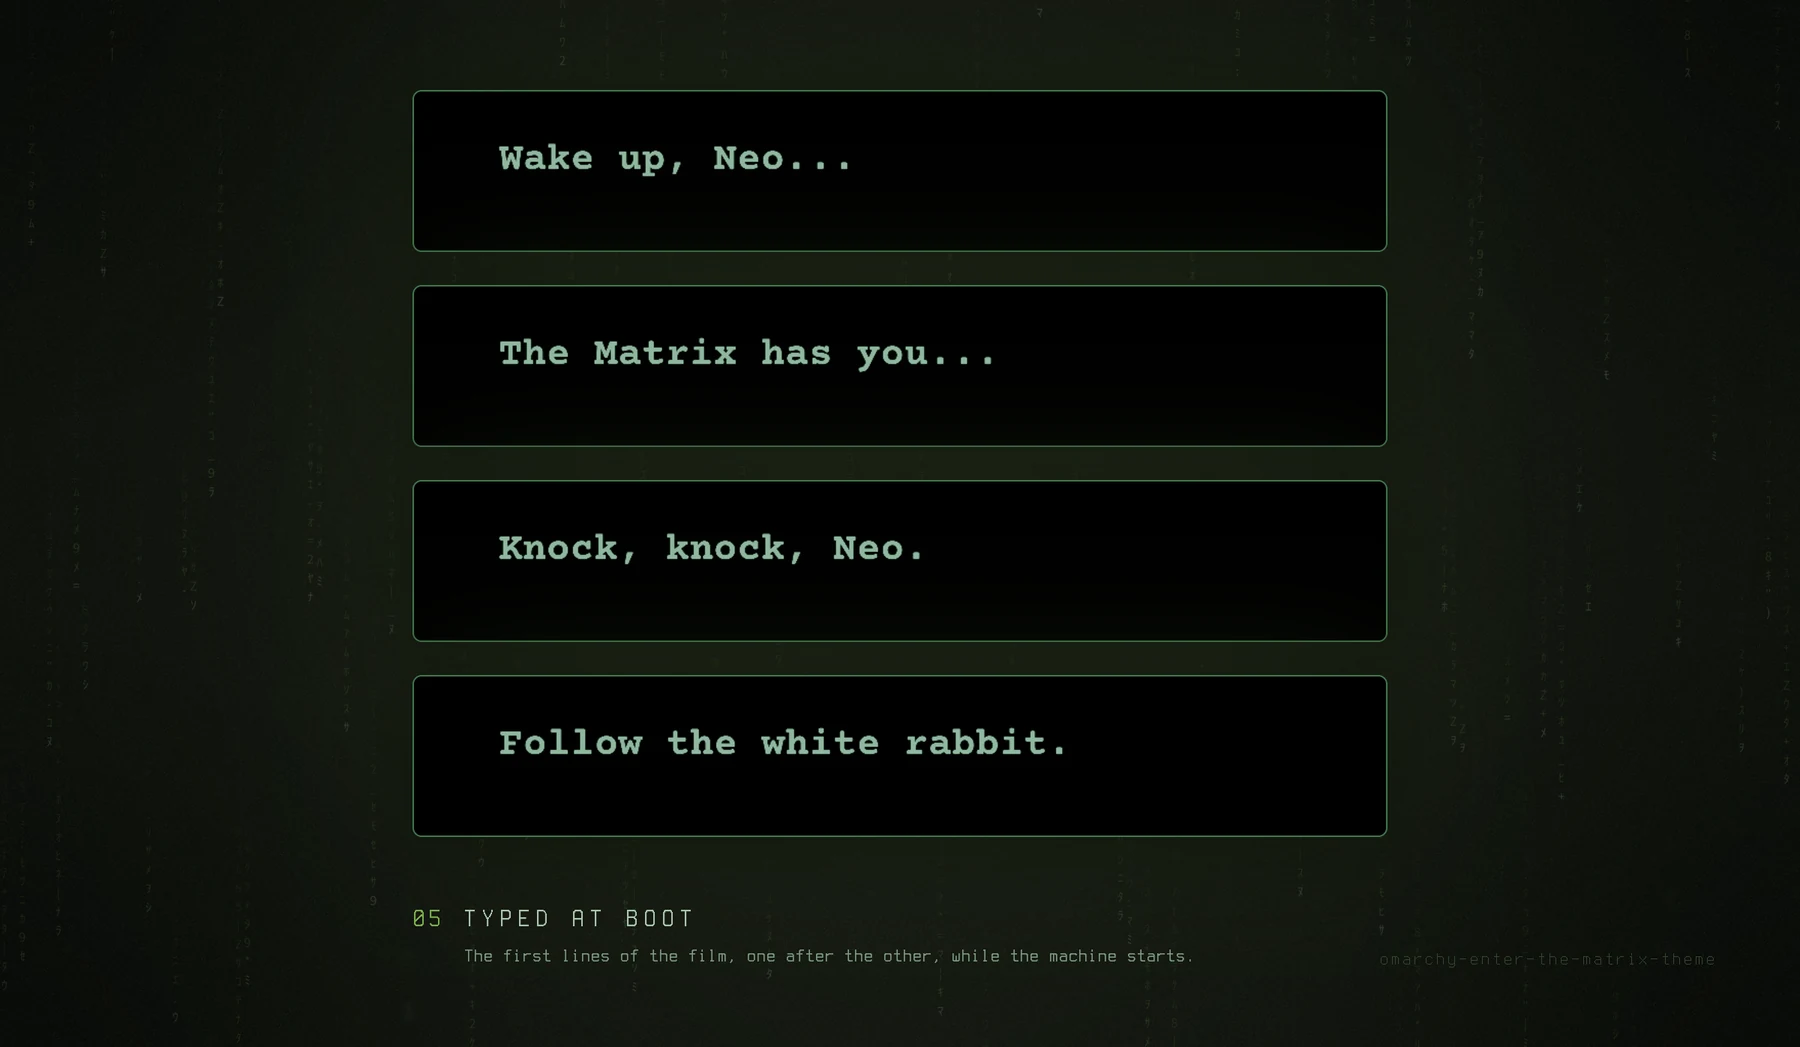 Wake up, Neo...
The Matrix has you...
Knock, knock, Neo.
Follow the white rabbit.
05 TYPED AT BOOT
The first lines of the film, one after the other, while the machine starts.
omarchy-enter-the-matrix-theme